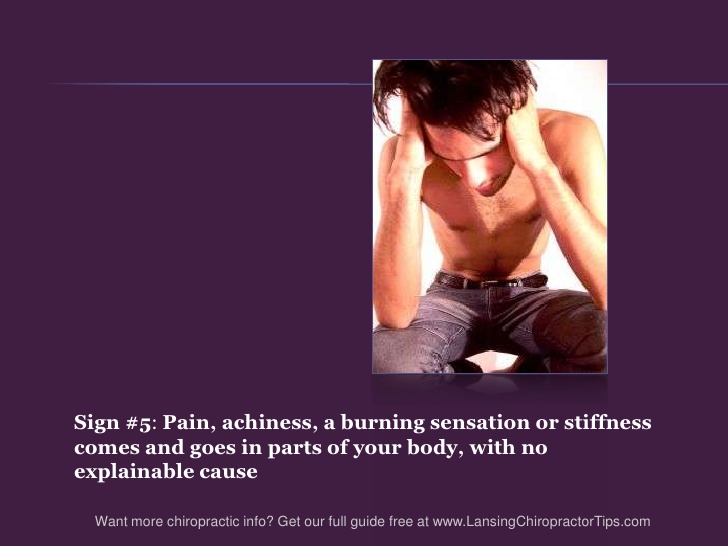 Sign #5: Pain, achiness, a burning sensation or stiffness
comes and goes in parts of your body, with no
explainable cause
Want more chiropractic info? Get our full guide free at www.LansingChiropractorTips.com